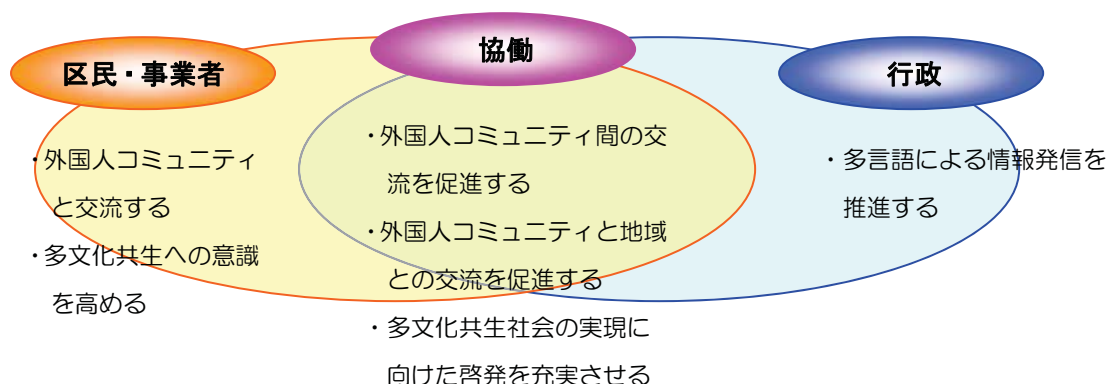 区民・事業者
・外国人コミュニティ
と交流する
・多文化共生への意識
を高める
協働
・外国人コミュニティ間の交
流を促進する
・外国人コミュニティと地域
との交流を促進する
・多文化共生社会の実現に
向けた啓発を充実させる
行政
・多言語による情報発信を
推進する